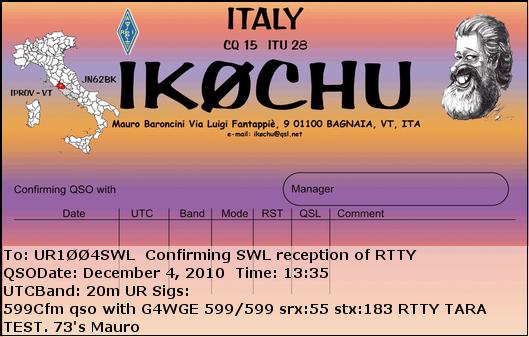 ITALY
CQ 15 ITU 28
JN62BK
IPROV - VT
IKØCHU
Mauro Baroncini Via Luigi Fantappiè, 9 01100 BAGNAIA, VT, ITA
e-mail: ikøchu@qsl.net
Confirming QSO with
Manager
Date UTC Band Mode RST QSL Comment
To: UR1ØØ4SWL Confirming SWL reception of RTTY
QSODate: December 4, 2010 Time: 13:35
UTCBand: 20m UR Sigs:
599Cfm qso with G4WGE 599/599 srx:55 stx:183 RTTY TARA
TEST. 73's Mauro